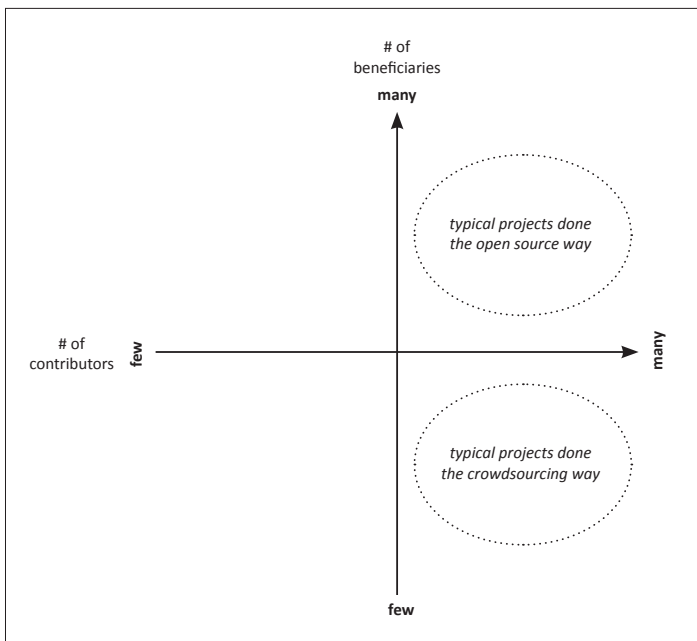 # of
beneficiaries
many
typical projects done
the open source way
# of
contributors
few
many
typical projects done
the crowdsourcing way
few